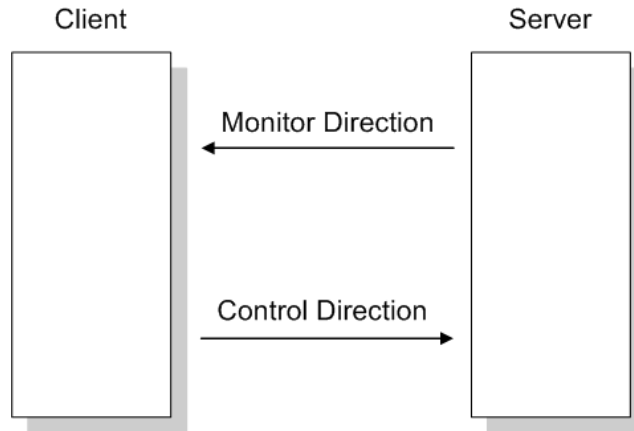 Client
Server
Monitor Direction
Control Direction